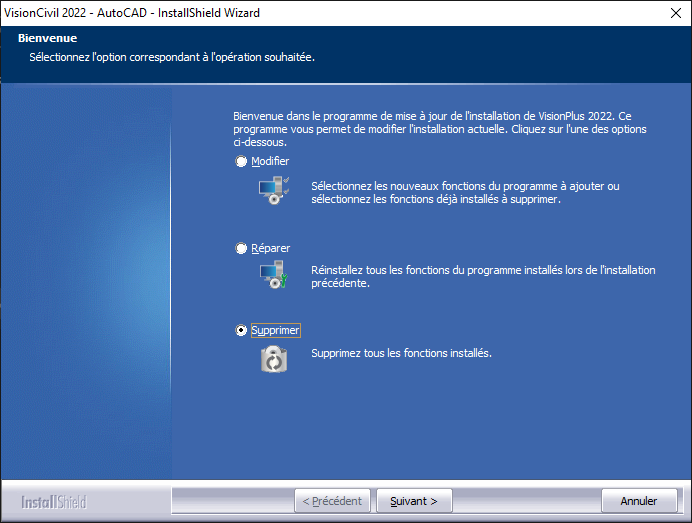 VisionCivil 2022 - AutoCAD - InstallShield Wizard
Bienvenue
Sélectionnez l'option correspondant à l'opération souhaitée.
Bienvenue dans le programme de mise à jour de l'installation de VisionPlus 2022. Ce
programme vous permet de modifier l'installation actuelle. Cliquez sur l'une des options
ci-dessous.
Modifier
Sélectionnez les nouveaux fonctions du programme à ajouter ou
sélectionnez les fonctions déjà installés à supprimer.
Réparer
Réinstallez tous les fonctions du programme installés lors de l'installation
précédente.
Supprimer
Supprimez tous les fonctions installés.
InstallShield
< Précédent
Suivant >
Annuler